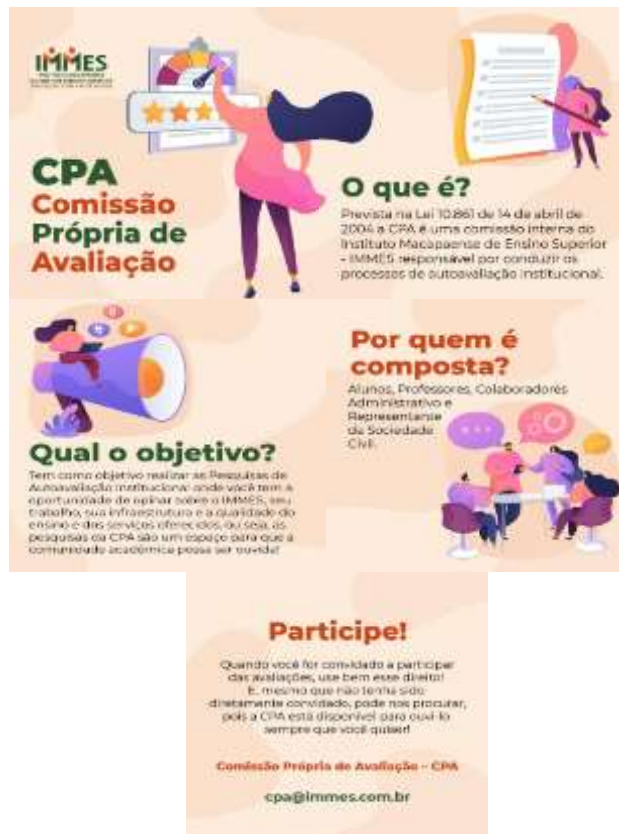 IMMES
CPA
Comissão
Própria de
Avaliação
O que é?
Prevista na Lei 10.861 de 14 de abril de
2004 a CPA é uma comissão interna do
Instituto Macapaense de Ensino Superior
- IMMES responsável por conduzir os
processos de autoavaliação institucional.
Qual o objetivo?
Tem como objetivo realizar as Pesquisas de
Autoavaliação Institucional onde você tem a
oportunidade de opinar sobre o IMMES, seu
trabalho, sua infraestrutura e a qualidade do
ensino e dos serviços oferecidos, ou seja, as
pesquisas da CPA são um espaço para que a
comunidade acadêmica possa ser ouvida!
Por quem é
composta?
Alunos, Professores, Colaboradores
Administrativo e
Representante
da Sociedade
Civil.
Participe!
Quando você for convidado a participar
das avaliações, use bem esse direito!
E, mesmo que não tenha sido
diretamente convidado, pode nos procurar,
pois a CPA está disponível para ouvi-lo
sempre que você quiser!
Comissão Própria de Avaliação - CPA
cpa@immes.com.br